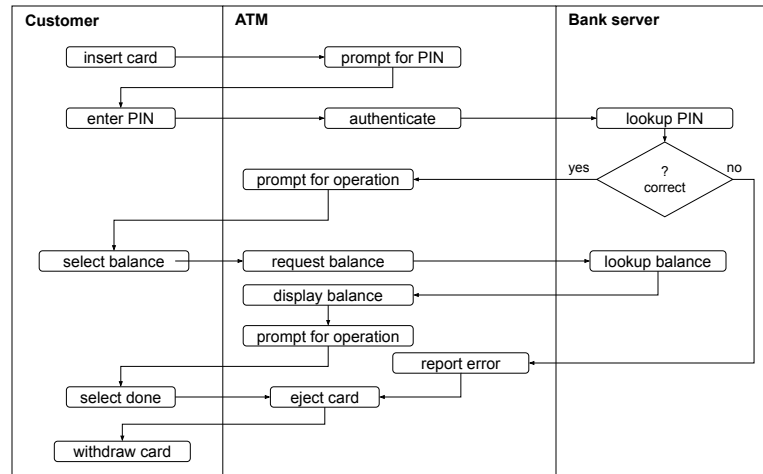 Customer
ATM
Bank server
insert card
prompt for PIN
enter PIN
authenticate
lookup PIN
yes
?
correct
no
prompt for operation
select balance
request balance
lookup balance
display balance
prompt for operation
report error
select done
eject card
withdraw card